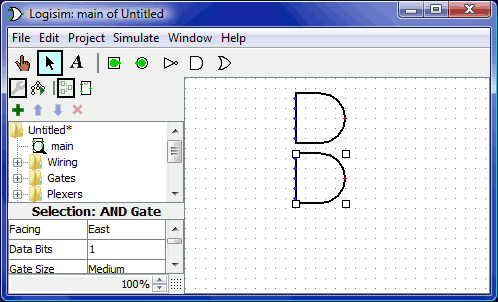 Logisim: main of Untitled
File Edit Project Simulate Window Help
A
Untitled*
main
Wiring
Gates
Plexers
Selection: AND Gate
Facing East
Data Bits 1
Gate Size Medium
100%